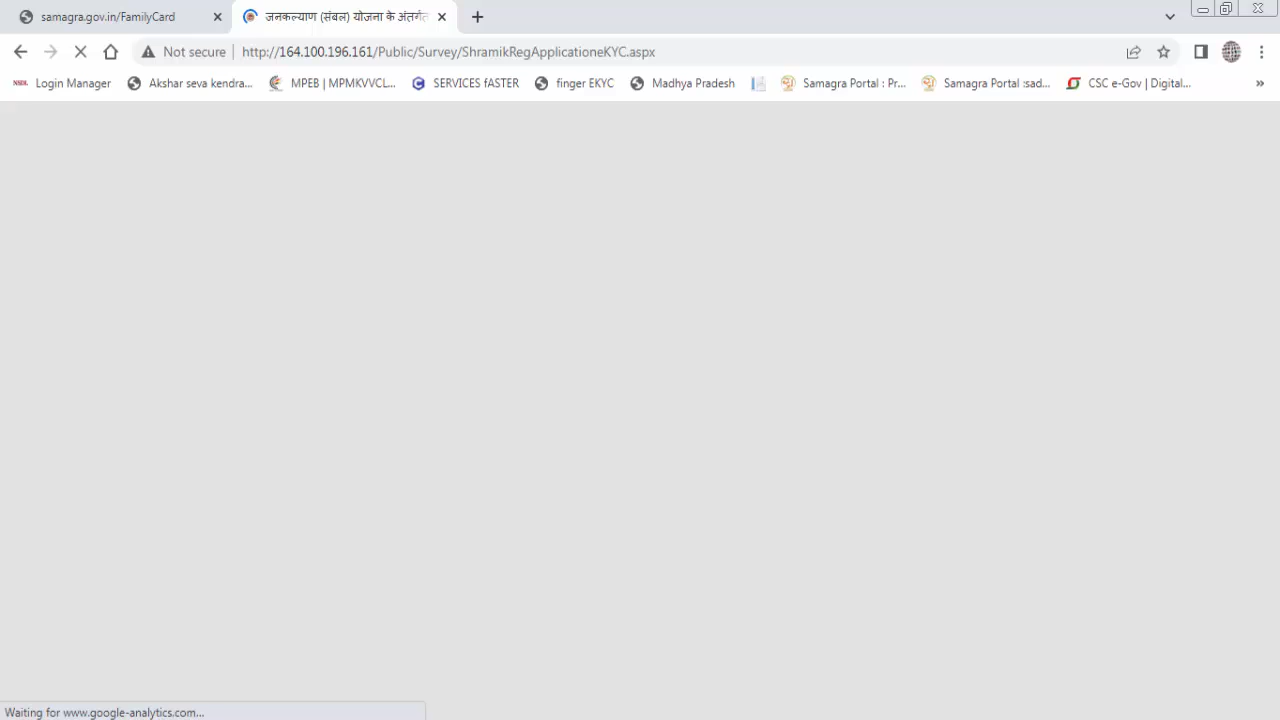 samagra.gov.in/FamilyCard
जनकल्याण (संबल) योजना के अंतर्गत
Not secure
http://164.100.196.161/Public/Survey/ShramikRegApplicationeKYC.aspx
NSDL Login Manager
Akshar seva kendra...
MPEB | MPMKVVCL...
SERVICES fASTER
finger EKYC
Madhya Pradesh
Samagra Portal : Pr...
Samagra Portal :sad...
CSC e-Gov | Digital...
»
Waiting for www.google-analytics.com...